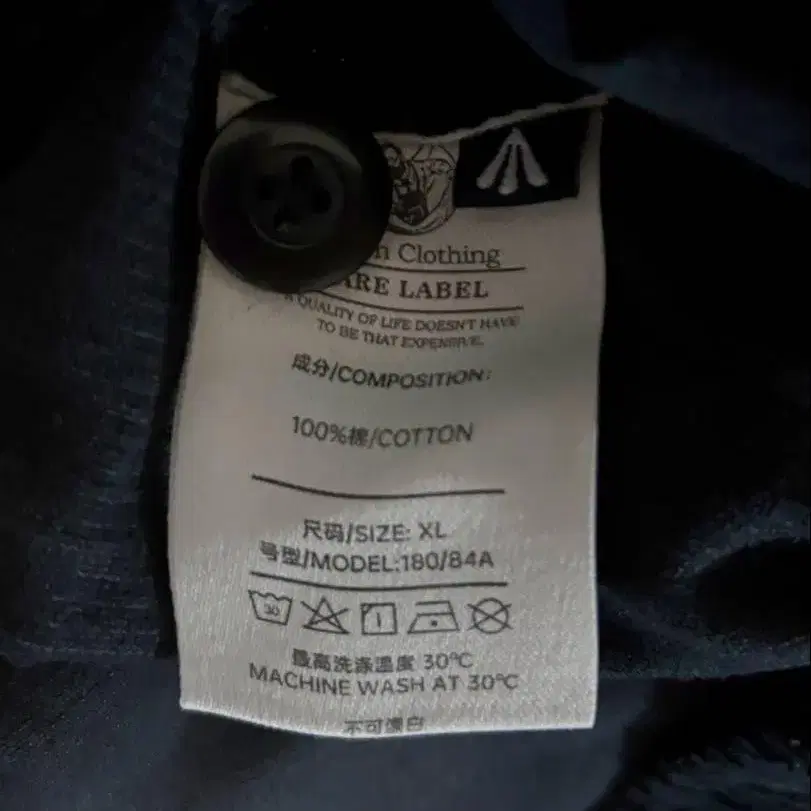 Clothing
LABEL
QUALITY OF LIFE DOESN'T HAVE
TO BE THAT EXPENSIVE.
成分/COMPOSITION:
100%棉/COTTON
尺码/SIZE: XL
号型/MODEL:180/84A
30
最高洗涤温度 30℃
MACHINE WASH AT 30℃
不可漂白